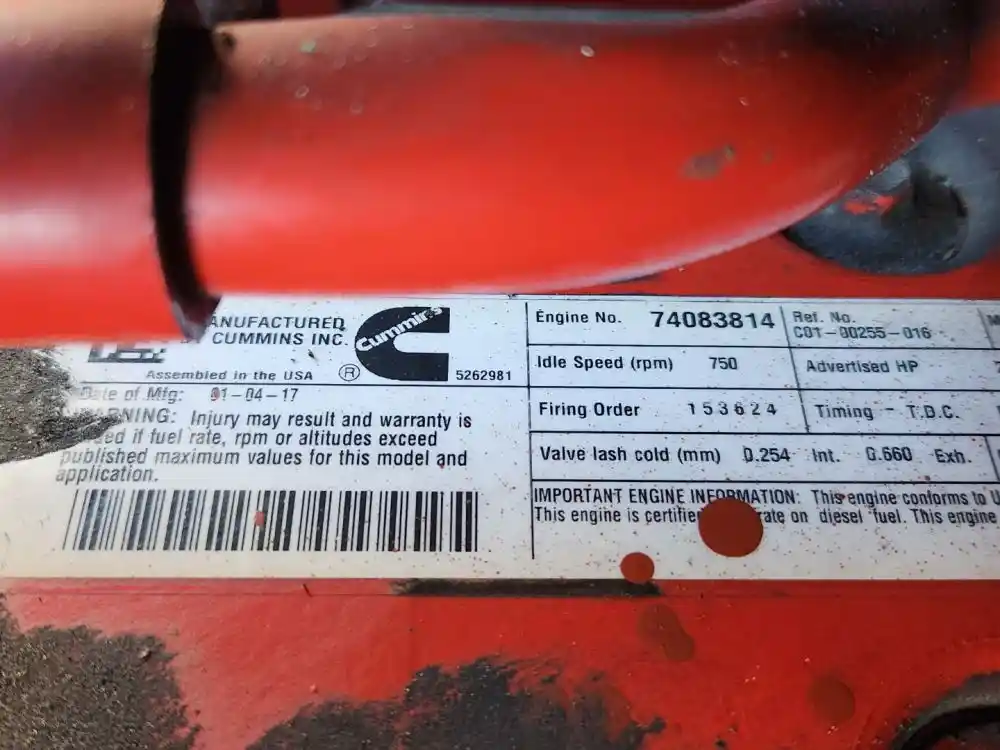 ANUFACTURED
CUMMINS INC.
Cummins
Assembled in the USA ® 5262981
Date of Mfg: 01-04-17
WARNING: Injury may result and warranty is
if fuel rate, rpm or altitudes exceed
published maximum values for this model and
application.
Engine No. 74083814
Ref. No.
C01-00255-016
Idle Speed (rpm) 750
Advertised HP
Firing Order 153624
Timing - T.D.C.
Valve lash cold (mm) 0.254 Int. 0.660 Exh.
IMPORTANT ENGINE INFORMATION: This engine conforms to U
This engine is certifie rate on diesel fuel. This engine